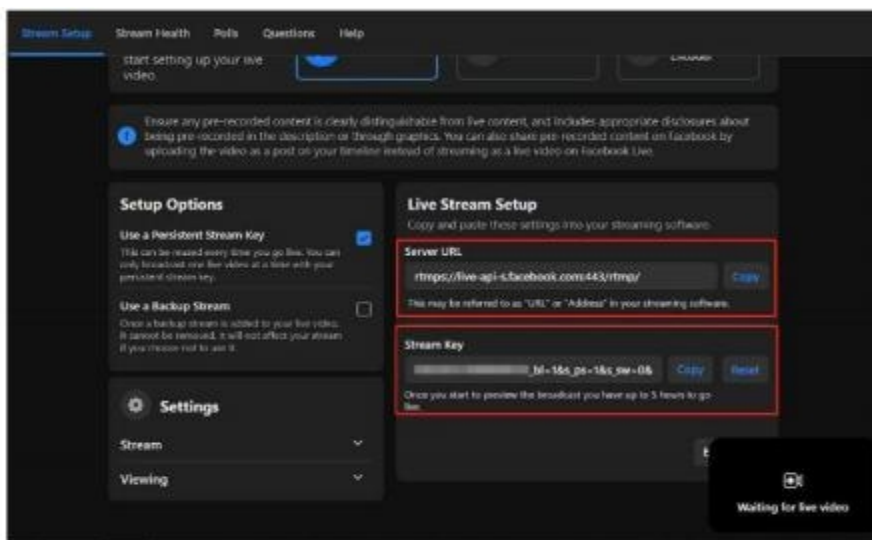 Stream Setup Stream Health Polls Questions Help
start setting up your live
video.
Encoder
Ensure any pre-recorded content is clearly distinguishable from live content, and includes appropriate disclosures about
being pre-recorded in the description or through graphics. You can also share pre-recorded content on Facebook by
uploading the video as a post on your timeline instead of streaming as a live video on Facebook Live.
Setup Options
Use a Persistent Stream Key
This can be reused every time you go live. You can
only broadcast one live video at a time with your
persistent stream key.
Use a Backup Stream
Once a backup stream is added to your live video,
it cannot be removed. It will not affect your stream
if you choose not to use it.
Settings
Stream
Viewing
Live Stream Setup
Copy and paste these settings into your streaming software.
Server URL
rtmps://live-api-s.facebook.com:443/rtmp/ Copy
This may be referred to as "URL" or "Address" in your streaming software.
Stream Key
_bl=1&s_ps=1&s_sw=0& Copy Reset
Once you start to preview the broadcast you have up to 5 hours to go
live.
Waiting for live video